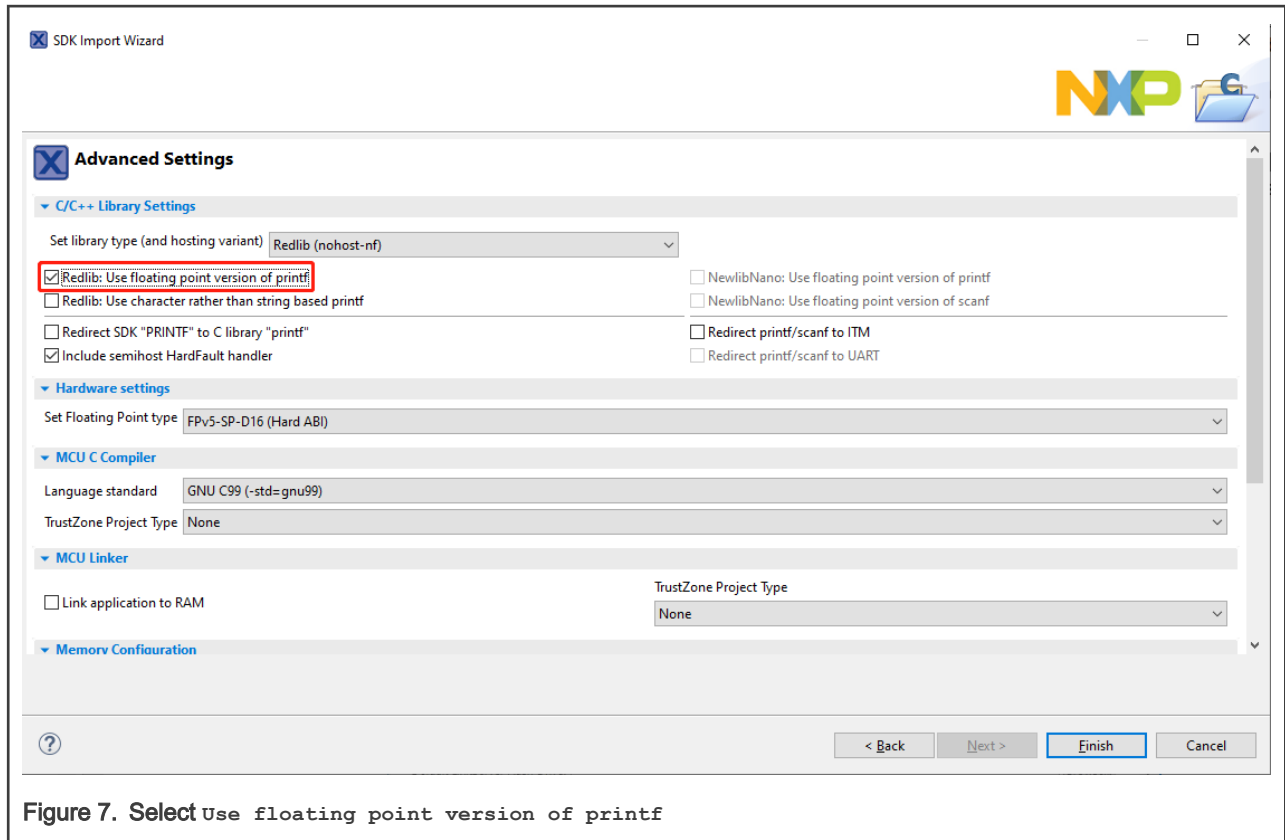 SDK Import Wizard
NXP
Advanced Settings
C/C++ Library Settings
Set library type (and hosting variant) Redlib (nohost-nf)
Redlib: Use floating point version of printf NewlibNano: Use floating point version of printf
Redlib: Use character rather than string based printf NewlibNano: Use floating point version of scanf
Redirect SDK "PRINTF" to C library "printf" Redirect printf/scanf to ITM
Include semihost HardFault handler Redirect printf/scanf to UART
Hardware settings
Set Floating Point type FPv5-SP-D16 (Hard ABI)
MCU C Compiler
Language standard GNU C99 (-std=gnu99)
TrustZone Project Type None
MCU Linker
TrustZone Project Type
Link application to RAM
None
Memory Configuration
< Back Next > Finish Cancel
Figure 7. Select Use floating point version of printf